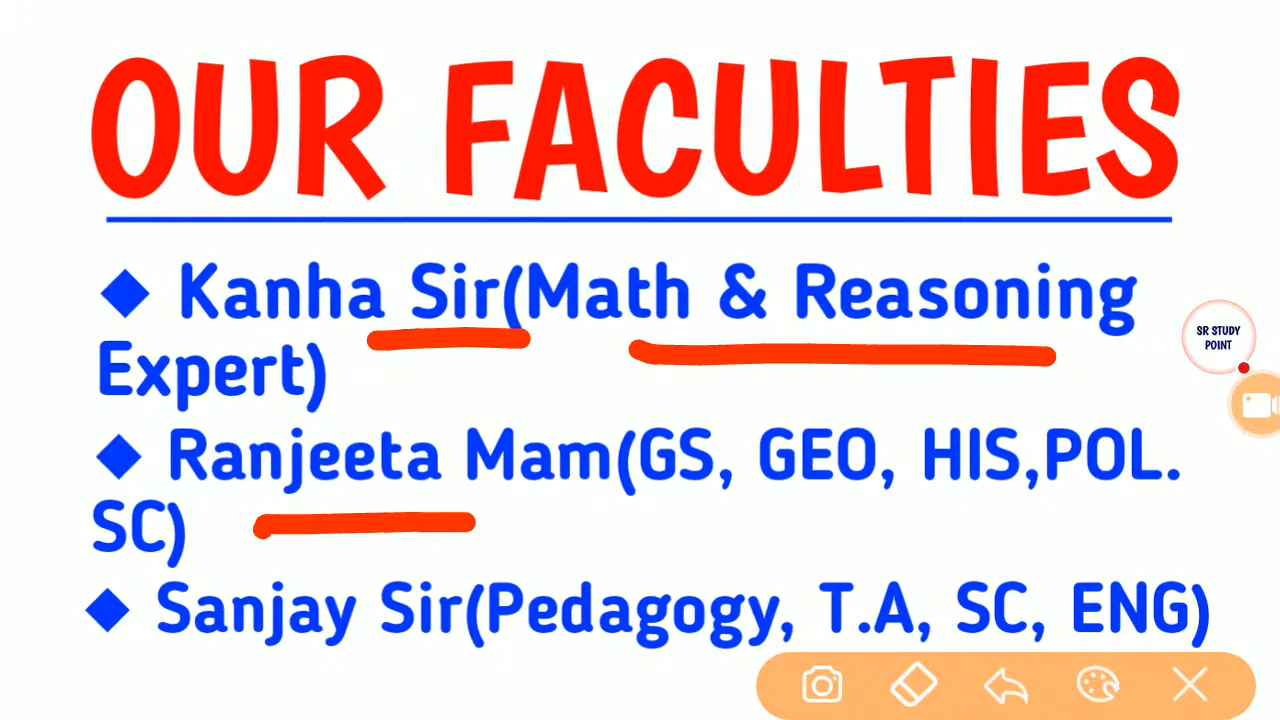 OUR FACULTIES
◆ Kanha Sir(Math & Reasoning
Expert)
SR STUDY
POINT
◆ Ranjeeta Mam(GS, GEO, HIS,POL.
SC)
◆ Sanjay Sir(Pedagogy, T.A, SC, ENG)